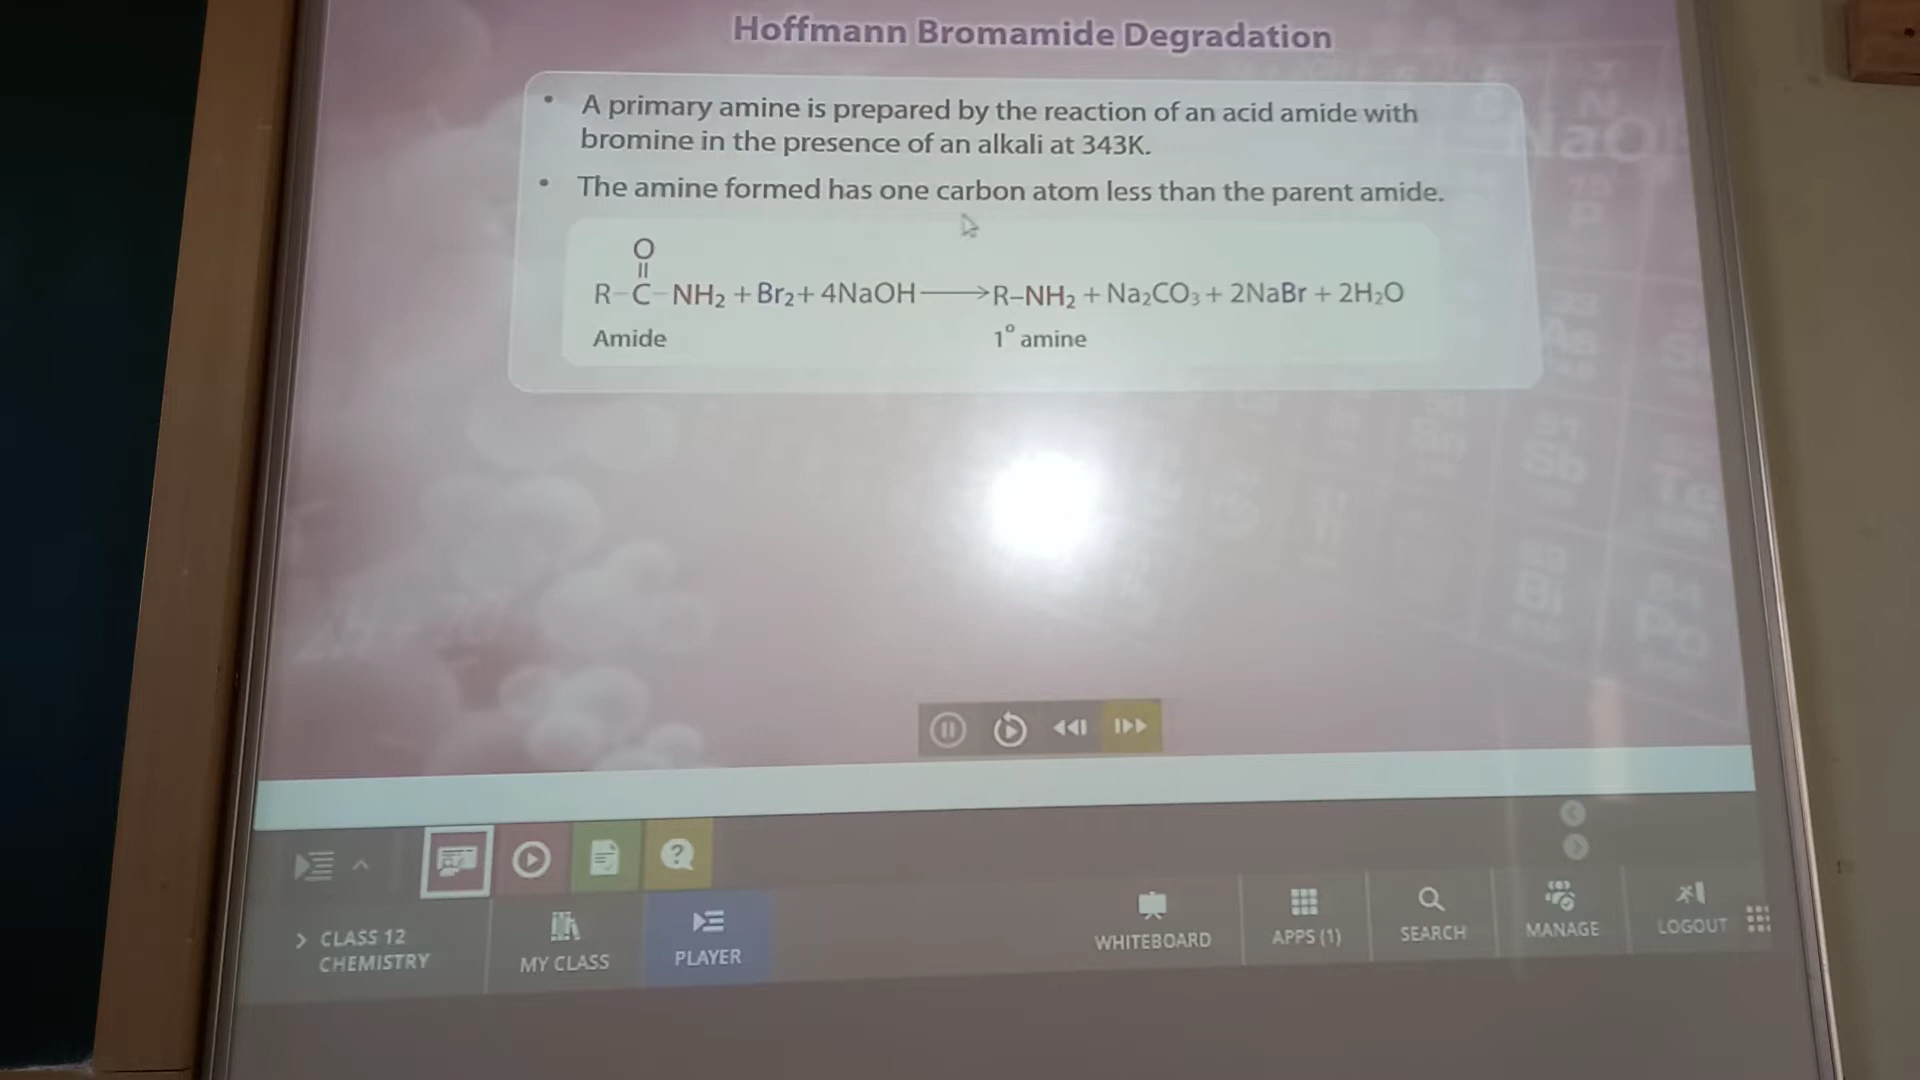 Hoffmann Bromamide Degradation
• A primary amine is prepared by the reaction of an acid amide with
bromine in the presence of an alkali at 343K.
• The amine formed has one carbon atom less than the parent amide.
O
||
R–C–NH₂ + Br₂ + 4NaOH ⟶ R–NH₂ + Na₂CO₃ + 2NaBr + 2H₂O
Amide 1° amine
> CLASS 12
CHEMISTRY
MY CLASS
PLAYER
WHITEBOARD
APPS (1)
SEARCH
MANAGE
LOGOUT